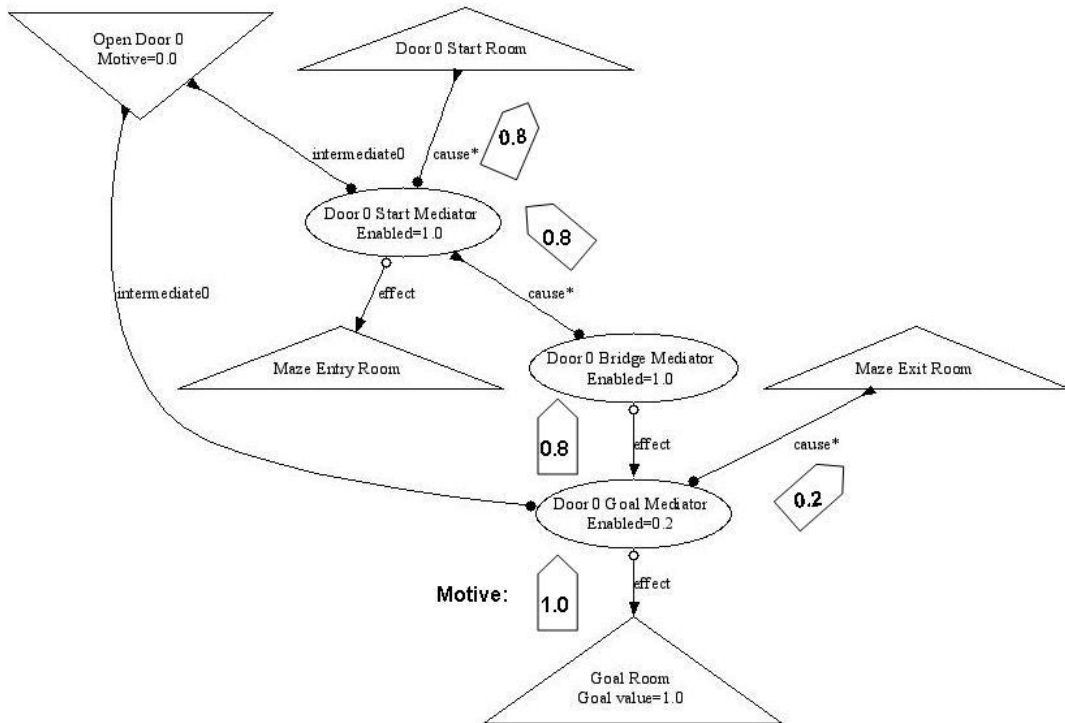 Open Door 0
Motive=0.0
Door 0 Start Room
0.8
intermediate0
cause*
Door 0 Start Mediator
Enabled=1.0
0.8
effect
cause*
intermediate0
Maze Entry Room
Door 0 Bridge Mediator
Enabled=1.0
Maze Exit Room
0.8
effect
cause*
Door 0 Goal Mediator
Enabled=0.2
0.2
Motive:
1.0
effect
Goal Room
Goal value=1.0